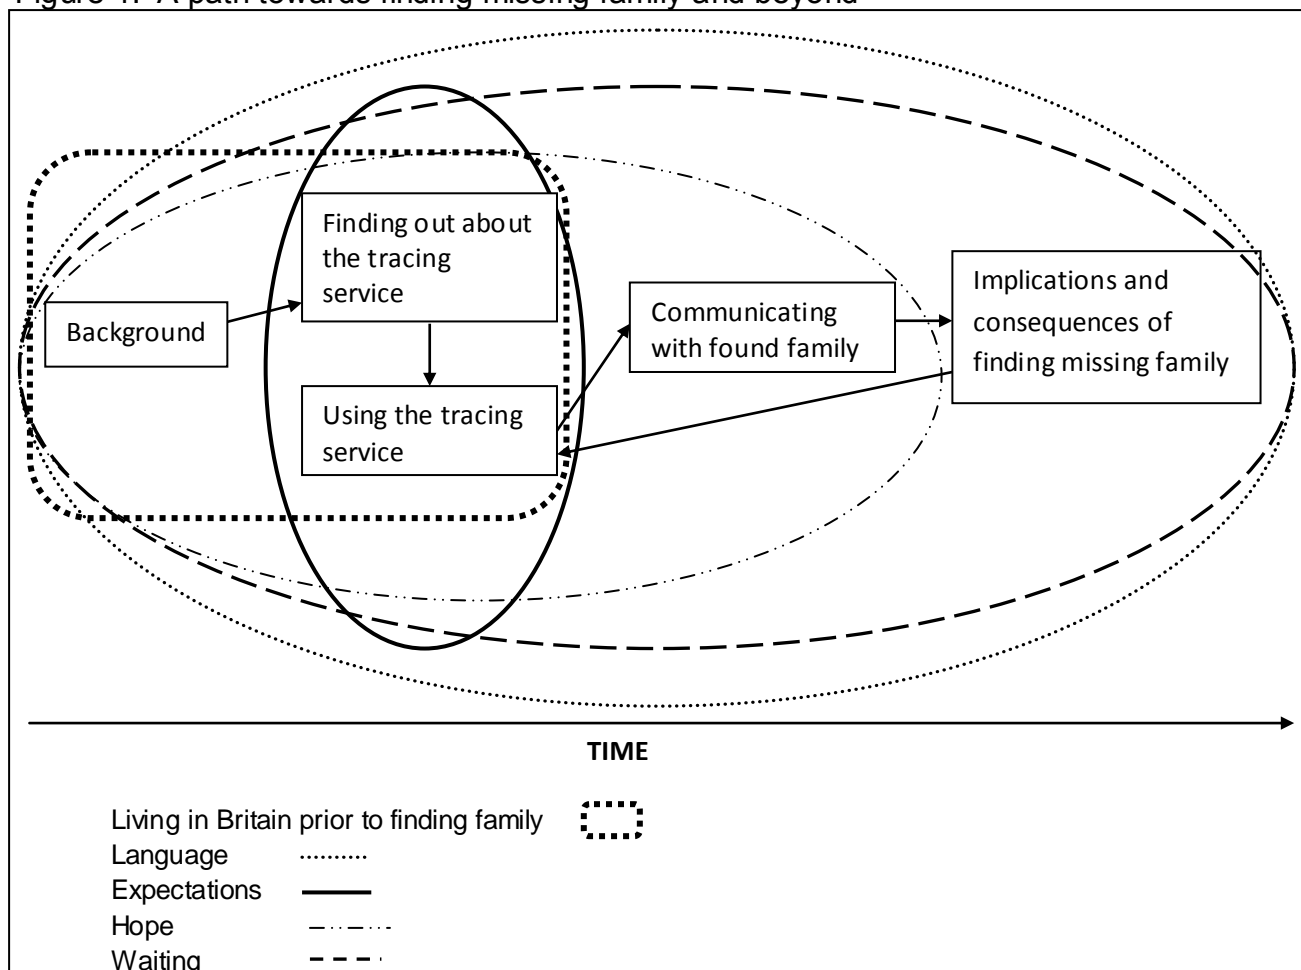 Figure 1: A path towards finding missing family and beyond
Finding out about
the tracing
service
Background
Implications and
consequences of
finding missing family
Communicating
with found family
Using the tracing
service
TIME
Living in Britain prior to finding family
Language
Expectations
Hope
Waiting